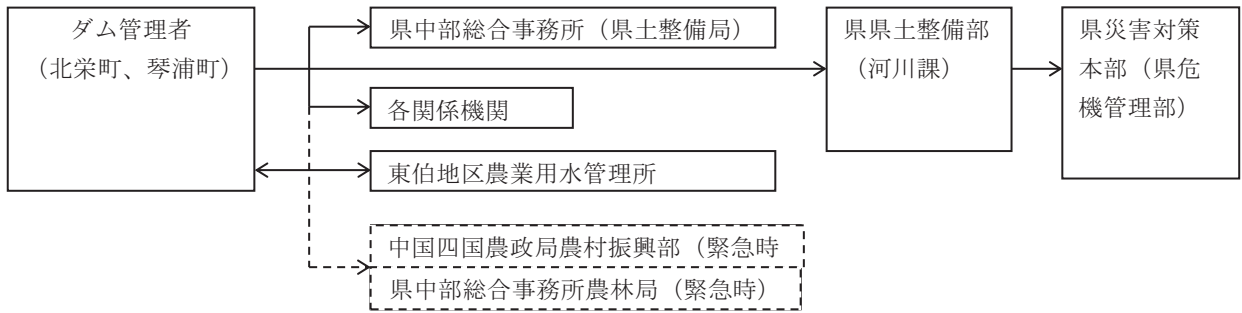 ダム管理者
（北栄町、琴浦町）
県中部総合事務所（県土整備局）
各関係機関
東伯地区農業用水管理所
中国四国農政局農村振興部（緊急時
県中部総合事務所農林局（緊急時）
県県土整備部
（河川課）
県災害対策
本部（県危
機管理部）